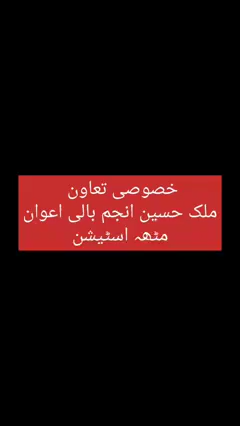 خصوصی تعاون
ملک حسین انجم بالی اعوان
مٹھہ اسٹیشن